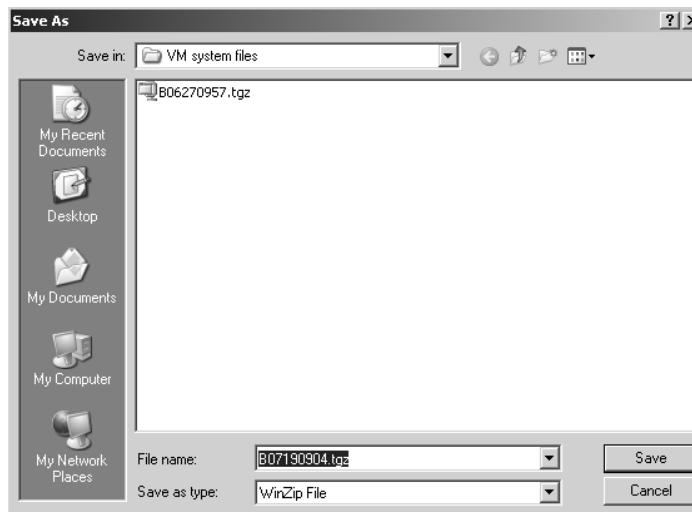 Save As
?
Save in:
VM system files
B06270957.tgz
My Recent
Documents
Desktop
My Documents
My Computer
My Network
Places
File name:
B07190904.tgz
Save
Save as type:
WinZip File
Cancel